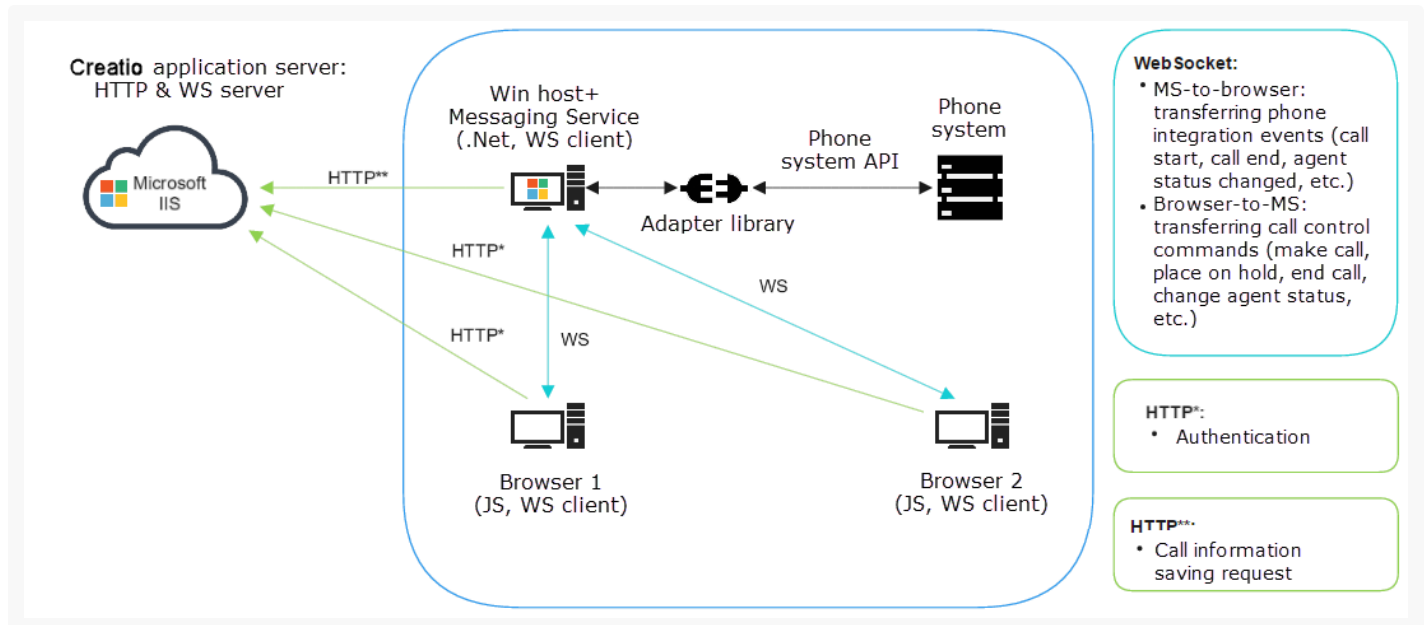 Creatio application server:
HTTP & WS server
Microsoft
IIS
Win host+
Messaging Service
(.Net, WS client)
Phone
system API
Phone
system
Adapter library
HTTP**
HTTP*
HTTP*
WS
WS
Browser 1
(JS, WS client)
Browser 2
(JS, WS client)
WebSocket:
• MS-to-browser:
transferring phone
integration events (call
start, call end, agent
status changed, etc.)
• Browser-to-MS:
transferring call control
commands (make call,
place on hold, end call,
change agent status,
etc.)
HTTP*:
• Authentication
HTTP**:
• Call information
saving request